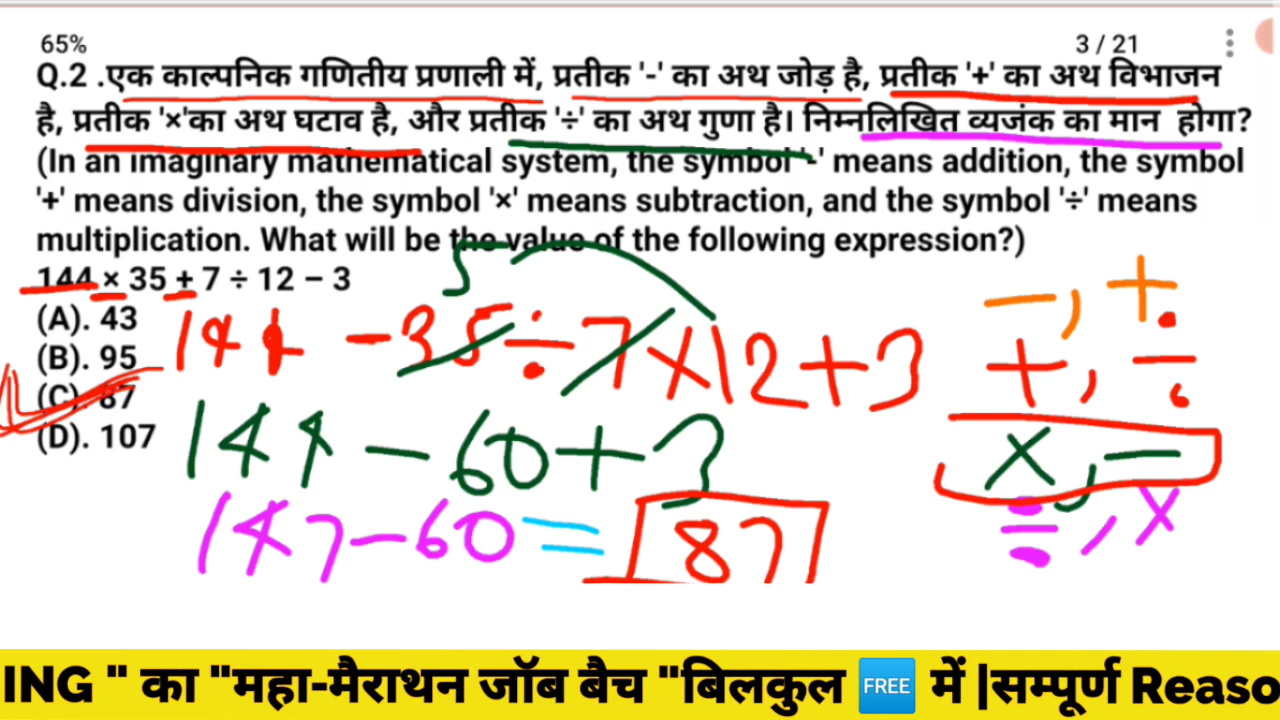 65%
3 / 21
Q.2 .एक काल्पनिक गणितीय प्रणाली में, प्रतीक '-' का अथ जोड़ है, प्रतीक '+' का अथ विभाजन
है, प्रतीक '×'का अथ घटाव है, और प्रतीक '÷' का अथ गुणा है। निम्नलिखित व्यजंक का मान होगा?
(In an imaginary mathematical system, the symbol '-' means addition, the symbol
'+' means division, the symbol '×' means subtraction, and the symbol '÷' means
multiplication. What will be the value of the following expression?)
144 × 35 + 7 ÷ 12 – 3
(A). 43
(B). 95
(C). 87
(D). 107
5
144 - 35 ÷ 7 × 12 + 3
144 - 60 + 3
147 - 60 = 87
- , +
+ , ÷
× , -
÷ , ×
ING " का "महा-मैराथन जॉब बैच "बिलकुल FREE में |सम्पूर्ण Reaso